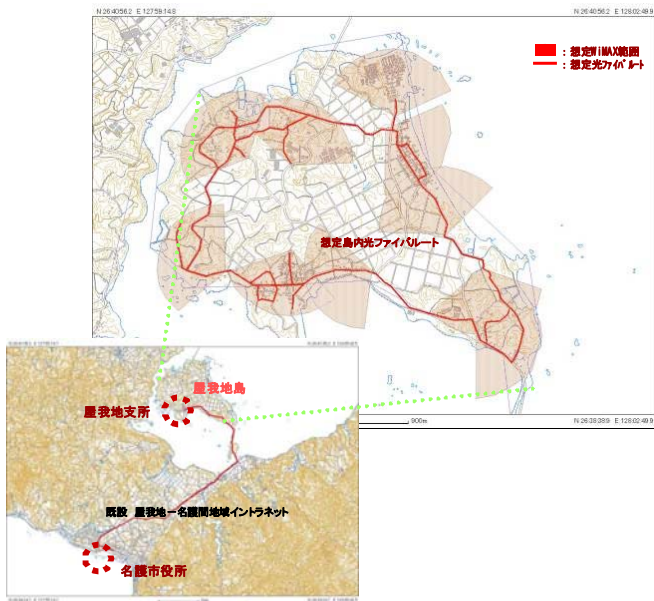 N 26:40:56.2 E 127:59:14.8
N 26:40:56.2 E 128:02:49.9
：想定WiMAX範囲
：想定光ﾌｧｲﾊﾞﾙｰﾄ
想定島内光ファイバルート
900m
N 26:38:38.9 E 128:02:49.9
屋我地島
屋我地支所
既設 屋我地－名護間地域イントラネット
名護市役所